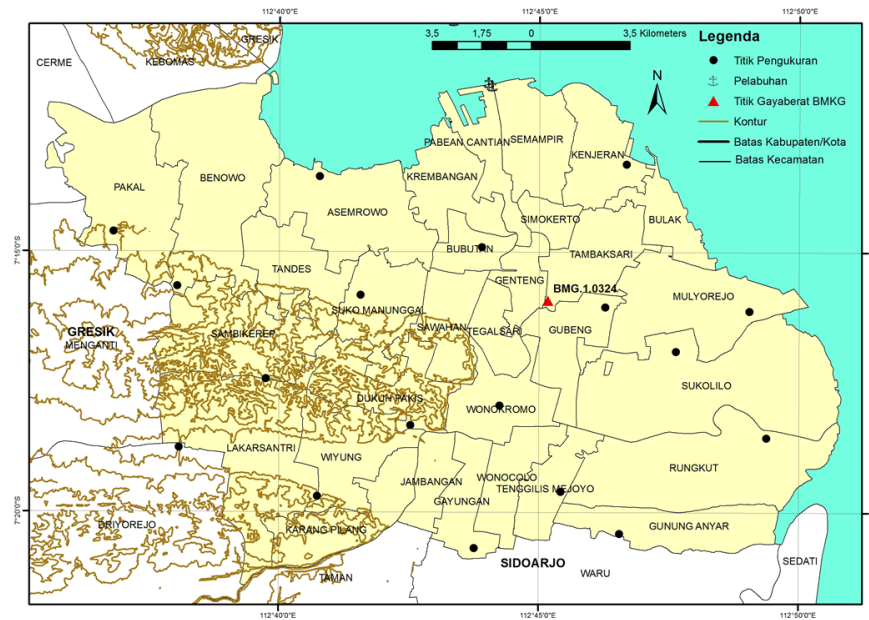 112°40'0"E
112°45'0"E
112°50'0"E
GRESIK
CERME
KEBOMAS
3,5 1,75 0 3,5 Kilometers
Legenda
Titik Pengukuran
Pelabuhan
Titik Gayaberat BMKG
Kontur
Batas Kabupaten/Kota
Batas Kecamatan
N
PABEAN CANTIAN
SEMAMPIR
KENJERAN
KREMBANGAN
PAKAL
BENOWO
ASEMROWO
SIMOKERTO
BULAK
BUBUTAN
TAMBAKSARI
7°15'0"S
TANDES
GENTENG
BMG.1.0324
MULYOREJO
SUKO MANUNGGAL
GRESIK
MENGANTI
SAMBIKEREP
SAWAHAN
TEGALSARI
GUBENG
SUKOLILO
DUKUH PAKIS
WONOKROMO
LAKARSANTRI
WIYUNG
RUNGKUT
JAMBANGAN
WONOCOLO
TENGGILIS MEJOYO
GAYUNGAN
7°20'0"S
DRIYOREJO
KARANG PILANG
GUNUNG ANYAR
SIDOARJO
SEDATI
TAMAN
WARU
112°40'0"E
112°45'0"E
112°50'0"E